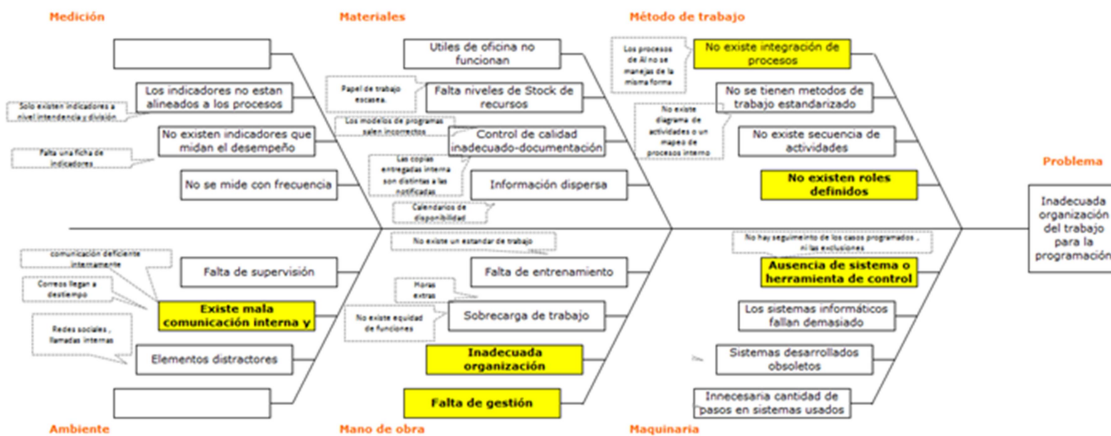 Medición
Materiales
Método de trabajo
Utiles de oficina no
funcionan
No existe integración de
procesos
Los procesos
de AI no se
manejas de la
misma forma
Los indicadores no estan
alineados a los procesos
Solo existen indicadores a
nivel intendencia y división
Papel de trabajo
escasea.
Falta niveles de Stock de
recursos
No se tienen metodos de
trabajo estandarizado
No existe
diagrama de
actividades o un
mapeo de
procesos interno
Los modelos de programas
salen incorrectos
No existen indicadores que
midan el desempeño
Control de calidad
inadecuado-documentación
No existe secuencia de
actividades
Falta una ficha de
indicadores
Las copias
entregadas interna
son distintas a las
notificadas
No se mide con frecuencia
Información dispersa
No existen roles
definidos
Calendarios de
disponibilidad
Problema
Inadecuada
organización
del trabajo
para la
programación
No existe un estandar de trabajo
No hay seguimeinto de los casos programados ,
ni las exclusiones
comunicación deficiente
internamente
Falta de supervisión
Falta de entrenamiento
Ausencia de sistema o
herramienta de control
Correos llegan a
destiempo
Horas
extras
Existe mala
comunicación interna y
No existe equidad
de funciones
Sobrecarga de trabajo
Los sistemas informáticos
fallan demasiado
Redes sociales ,
llamadas internas
Elementos distractores
Inadecuada
organización
Sistemas desarrollados
obsoletos
Falta de gestión
Innecesaria cantidad de
pasos en sistemas usados
Ambiente
Mano de obra
Maquinaria